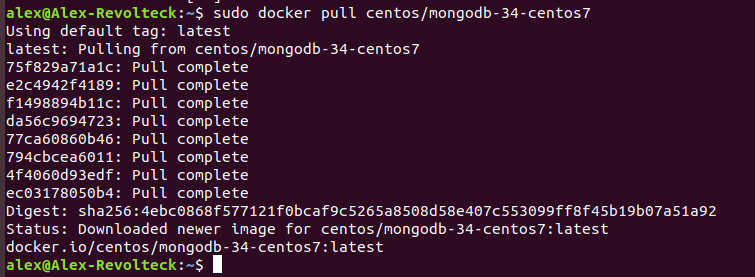 alex@Alex-Revolteck:~$ sudo docker pull centos/mongodb-34-centos7
Using default tag: latest
latest: Pulling from centos/mongodb-34-centos7
75f829a71a1c: Pull complete
e2c4942f4189: Pull complete
f1498894b11c: Pull complete
da56c9694723: Pull complete
77ca60860b46: Pull complete
794cbcea6011: Pull complete
4f4060d93edf: Pull complete
ec03178050b4: Pull complete
Digest: sha256:4ebc0868f577121f0bcaf9c5265a8508d58e407c553099ff8f45b19b07a51a92
Status: Downloaded newer image for centos/mongodb-34-centos7:latest
docker.io/centos/mongodb-34-centos7:latest
alex@Alex-Revolteck:~$